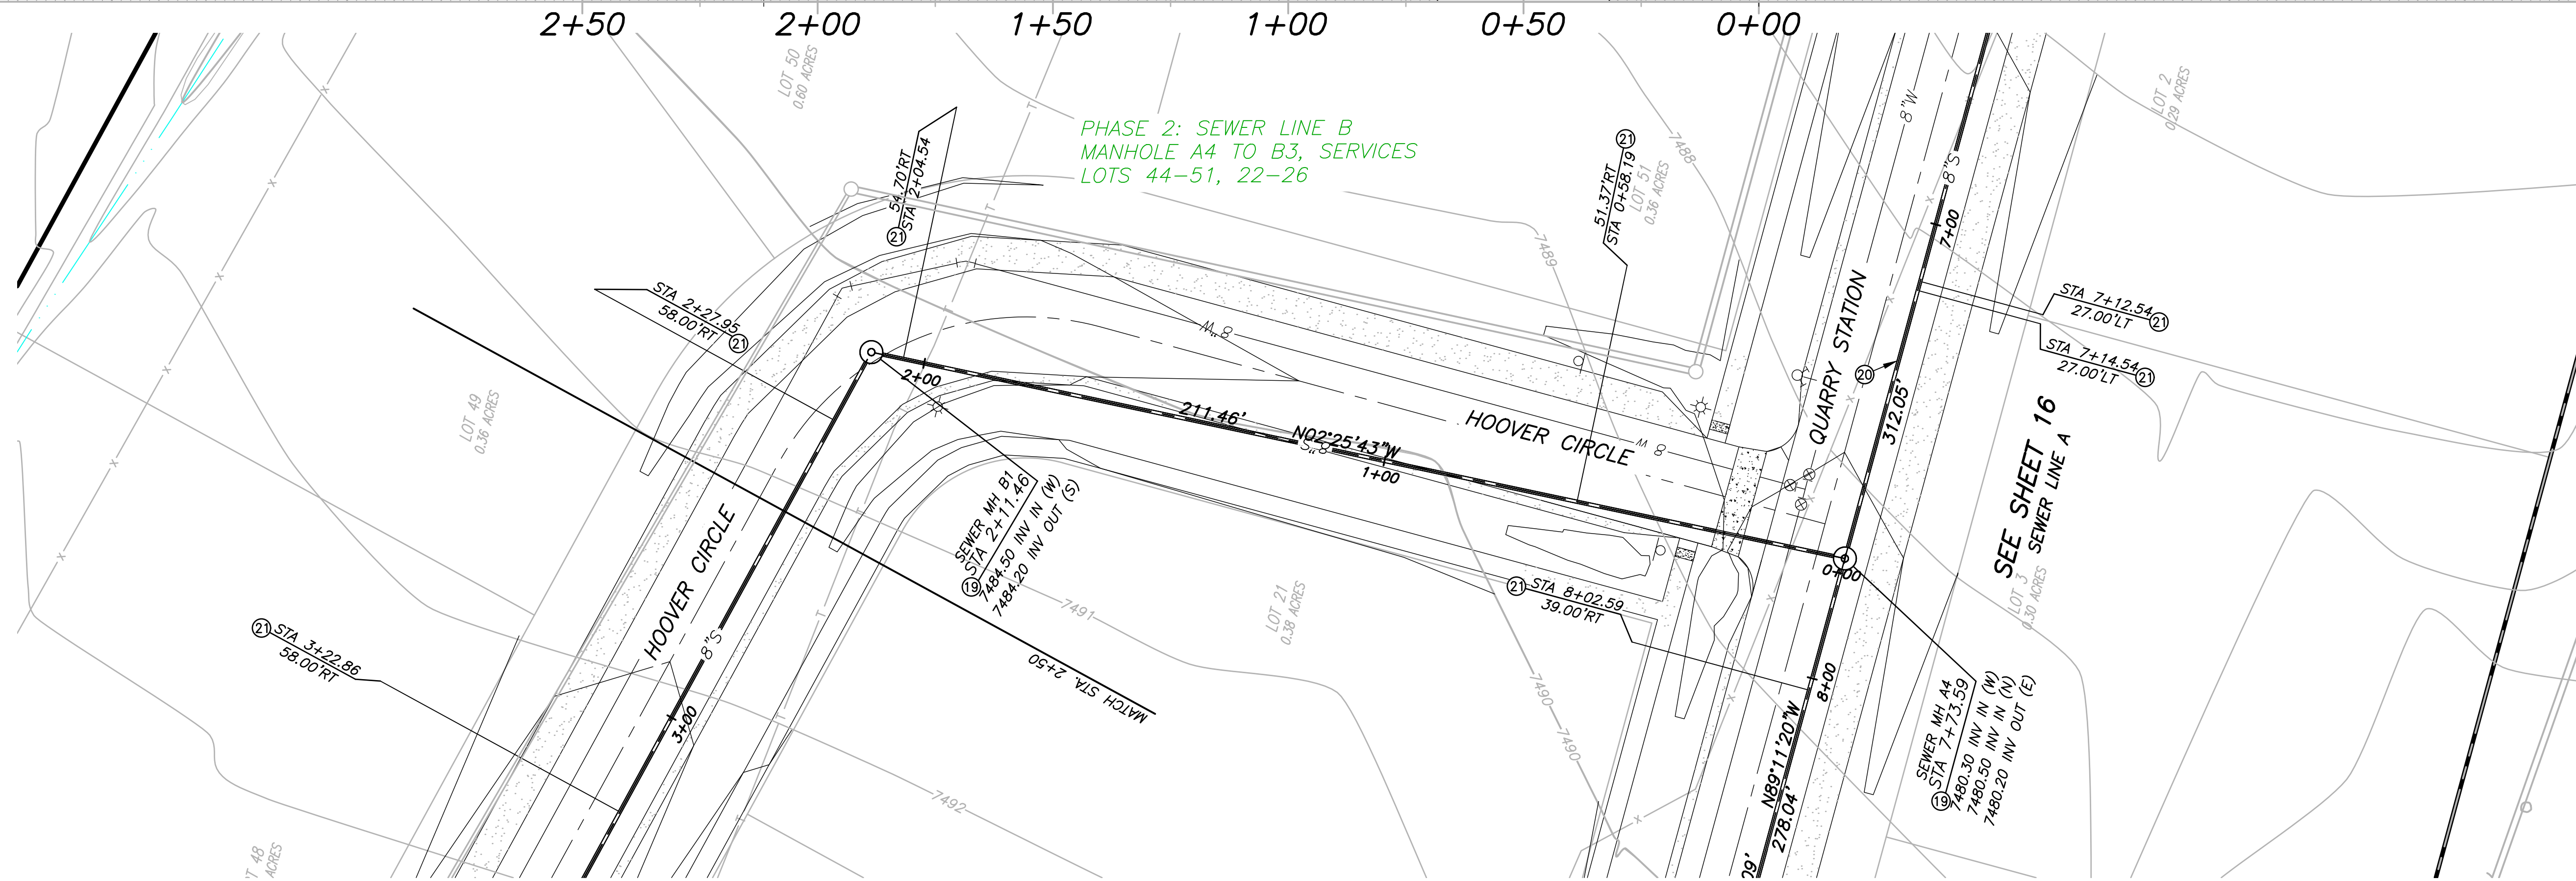 2+50
2+00
1+50
1+00
0+50
0+00
LOT 50
0.60 ACRES
PHASE 2: SEWER LINE B
MANHOLE A4 TO B3, SERVICES
LOTS 44-51, 22-26
54.70'RT
STA 2+04.54
21
21
51.37'RT
STA 0+58.19
LOT 51
0.36 ACRES
7488
7489
8"W
8"S
7+00
LOT 2
0.29 ACRES
STA 2+27.95
58.00'RT
21
STA 7+12.54
27.00'LT
21
STA 7+14.54
27.00'LT
21
QUARRY STATION
20
312.05'
8"W
2+00
211.46'
N02°25'43"W
8"S
1+00
HOOVER CIRCLE
8"W
LOT 49
0.36 ACRES
SEE SHEET 16
SEWER LINE A
SEWER MH B1
STA 2+11.46
19
7484.50 INV IN (W)
7484.20 INV OUT (S)
HOOVER CIRCLE
8"S
7491
LOT 21
0.38 ACRES
21
STA 8+02.59
39.00'RT
0+00
LOT 3
0.30 ACRES
21
STA 3+22.86
58.00'RT
MATCH STA. 2+50
3+00
7490
7490
8+00
N89°11'20"W
278.04'
SEWER MH A4
STA 7+73.59
19
7480.30 INV IN (W)
7480.50 INV IN (N)
7480.20 INV OUT (E)
7492
48
ACRES
09'